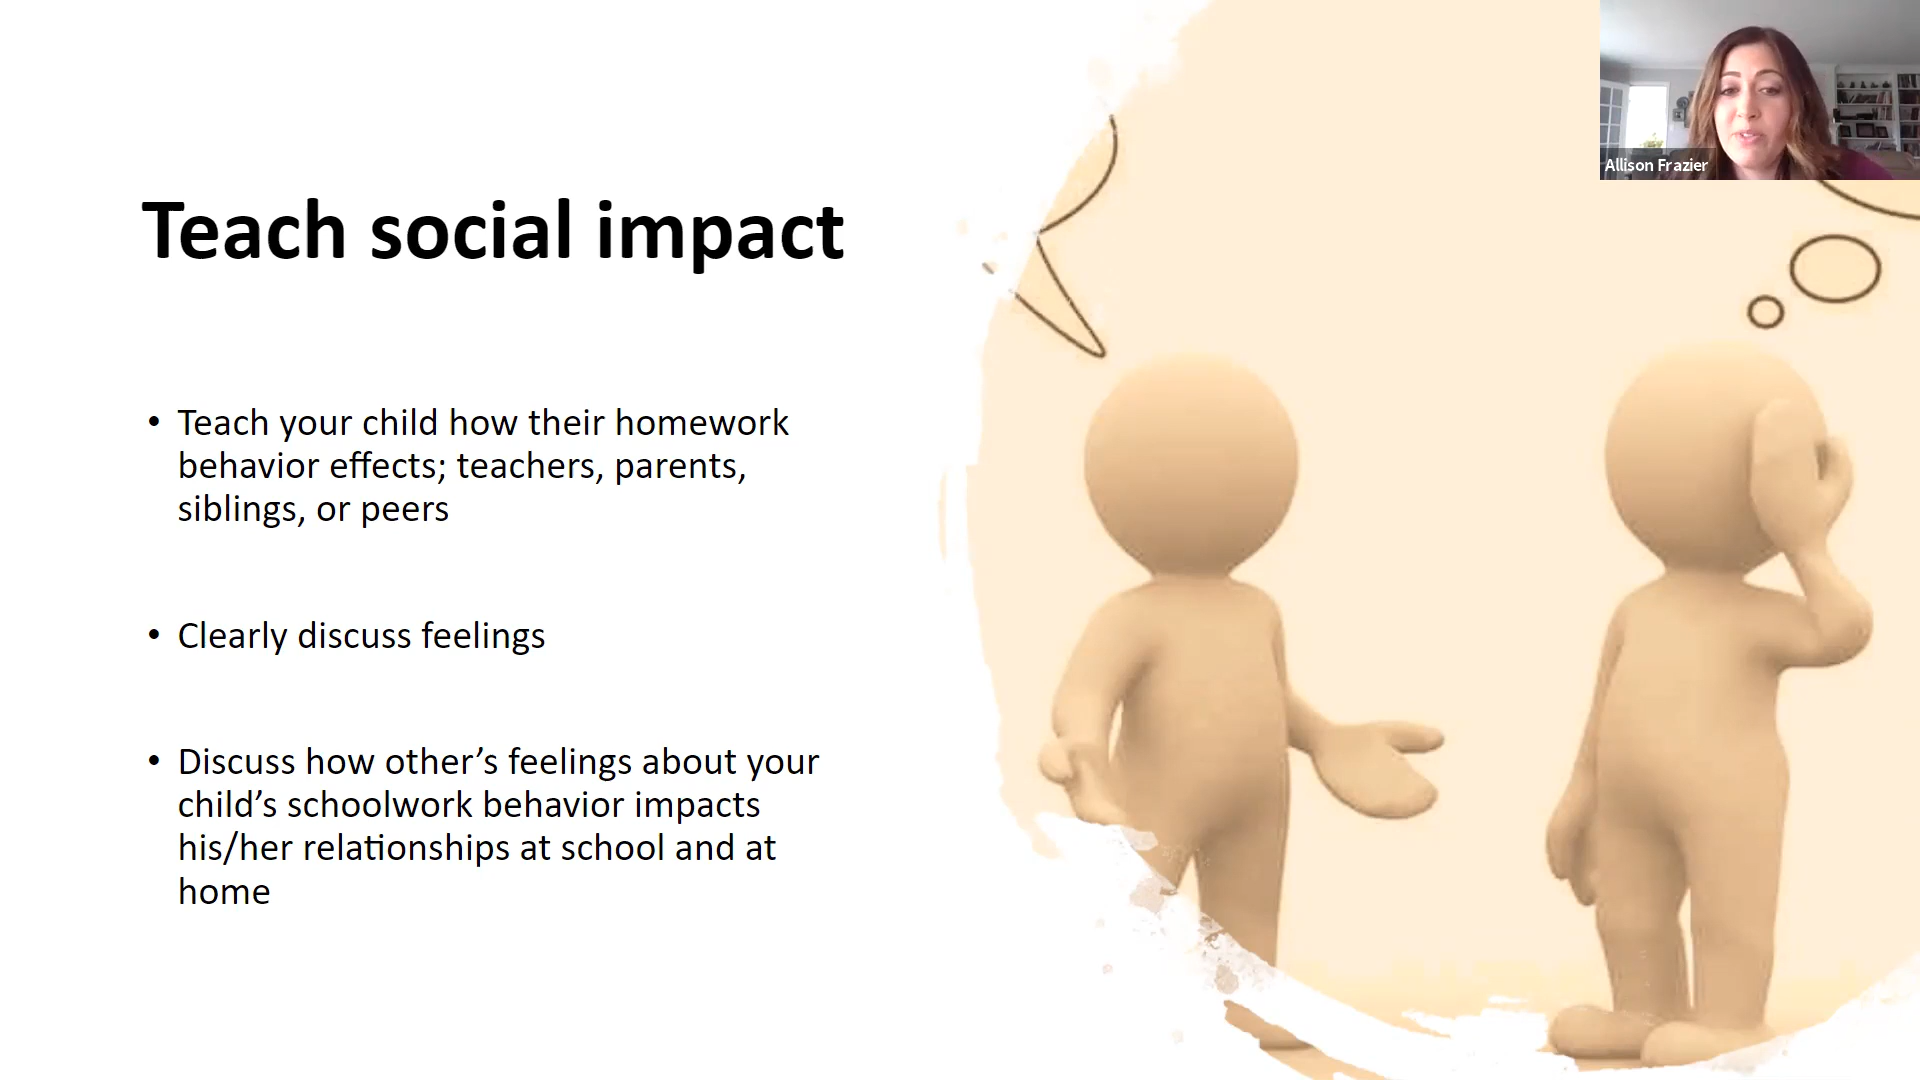 Teach social impact
• Teach your child how their homework
behavior effects; teachers, parents,
siblings, or peers
• Clearly discuss feelings
• Discuss how other’s feelings about your
child’s schoolwork behavior impacts
his/her relationships at school and at
home
Allison Frazier